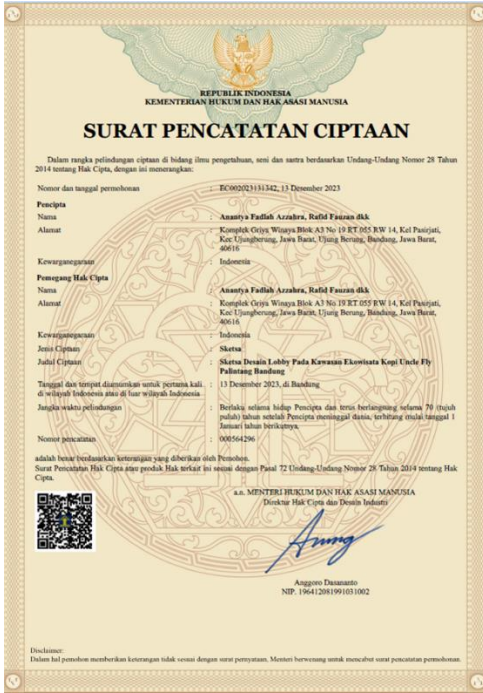 REPUBLIK INDONESIA
KEMENTERIAN HUKUM DAN HAK ASASI MANUSIA
SURAT PENCATATAN CIPTAAN
Dalam rangka pelindungan ciptaan di bidang ilmu pengetahuan, seni dan sastra berdasarkan Undang-Undang Nomor 28 Tahun
2014 tentang Hak Cipta, dengan ini menerangkan:
Nomor dan tanggal permohonan : EC002023131342, 13 Desember 2023
Pencipta
Nama : Anantya Fadlah Azzahra, Rafid Fauzan dkk
Alamat : Komplek Griya Winaya Blok A3 No 19 RT 055 RW 14, Kel Pasirjati,
Kec Ujungberung, Jawa Barat, Ujung Berung, Bandung, Jawa Barat,
40616
Kewarganegaraan : Indonesia
Pemegang Hak Cipta
Nama : Anantya Fadlah Azzahra, Rafid Fauzan dkk
Alamat : Komplek Griya Winaya Blok A3 No 19 RT 055 RW 14, Kel Pasirjati,
Kec Ujungberung, Jawa Barat, Ujung Berung, Bandung, Jawa Barat,
40616
Kewarganegaraan : Indonesia
Jenis Ciptaan : Sketsa
Judul Ciptaan : Sketsa Desain Lobby Pada Kawasan Ekowisata Kopi Uncle Fly
Palintang Bandung
Tanggal dan tempat diumumkan untuk pertama kali : 13 Desember 2023, di Bandung
di wilayah Indonesia atau di luar wilayah Indonesia
Jangka waktu pelindungan : Berlaku selama hidup Pencipta dan terus berlangsung selama 70 (tujuh
puluh) tahun setelah Pencipta meninggal dunia, terhitung mulai tanggal 1
Januari tahun berikutnya.
Nomor pencatatan : 000564296
adalah benar berdasarkan keterangan yang diberikan oleh Pemohon.
Surat Pencatatan Hak Cipta atau produk Hak terkait ini sesuai dengan Pasal 72 Undang-Undang Nomor 28 Tahun 2014 tentang Hak
Cipta.
a.n. MENTERI HUKUM DAN HAK ASASI MANUSIA
Direktur Hak Cipta dan Desain Industri
Anggoro Dasananto
NIP. 196412081991031002
Disclaimer:
Dalam hal pemohon memberikan keterangan tidak sesuai dengan surat pernyataan, Menteri berwenang untuk mencabut surat pencatatan permohonan.